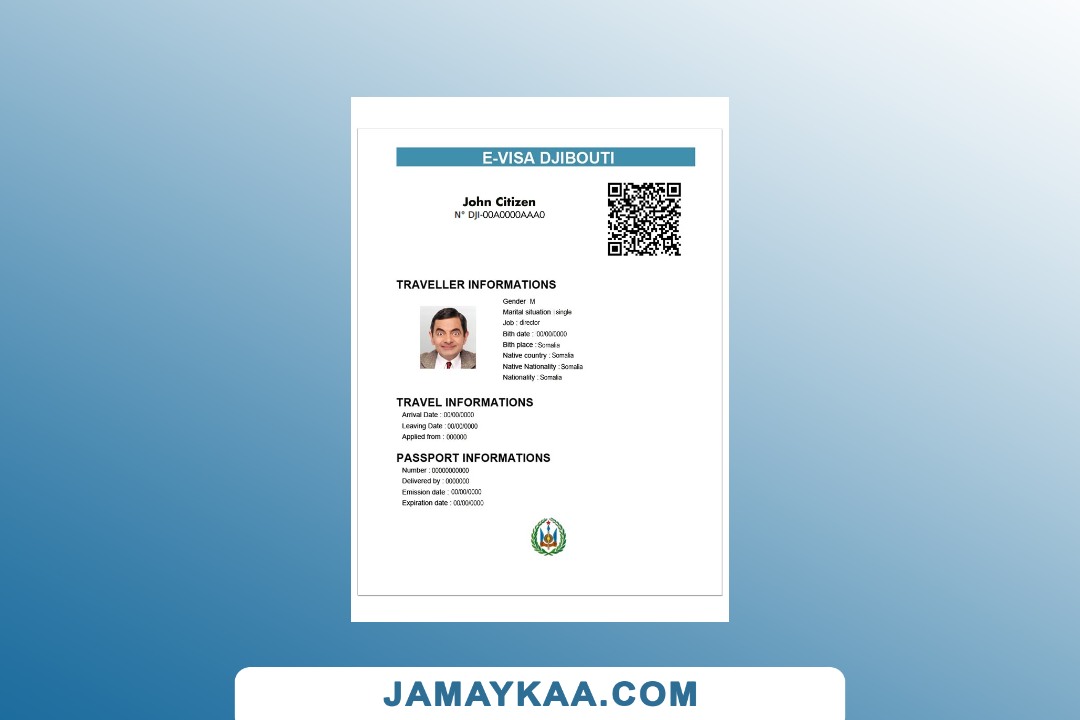 E-VISA DJIBOUTI
John Citizen
N° DJI-00A0000AAA0
TRAVELLER INFORMATIONS
Gender M
Marital situation : single
Job : director
Bith date : 00/00/0000
Bith place : Somalia
Native country : Somalia
Native Nationality : Somalia
Nationality : Somalia
TRAVEL INFORMATIONS
Arrival Date : 00/00/0000
Leaving Date : 00/00/0000
Applied from : 000000
PASSPORT INFORMATIONS
Number : 00000000000
Delivered by : 0000000
Emission date : 00/00/0000
Expiration date : 00/00/0000
JAMAYKAA.COM